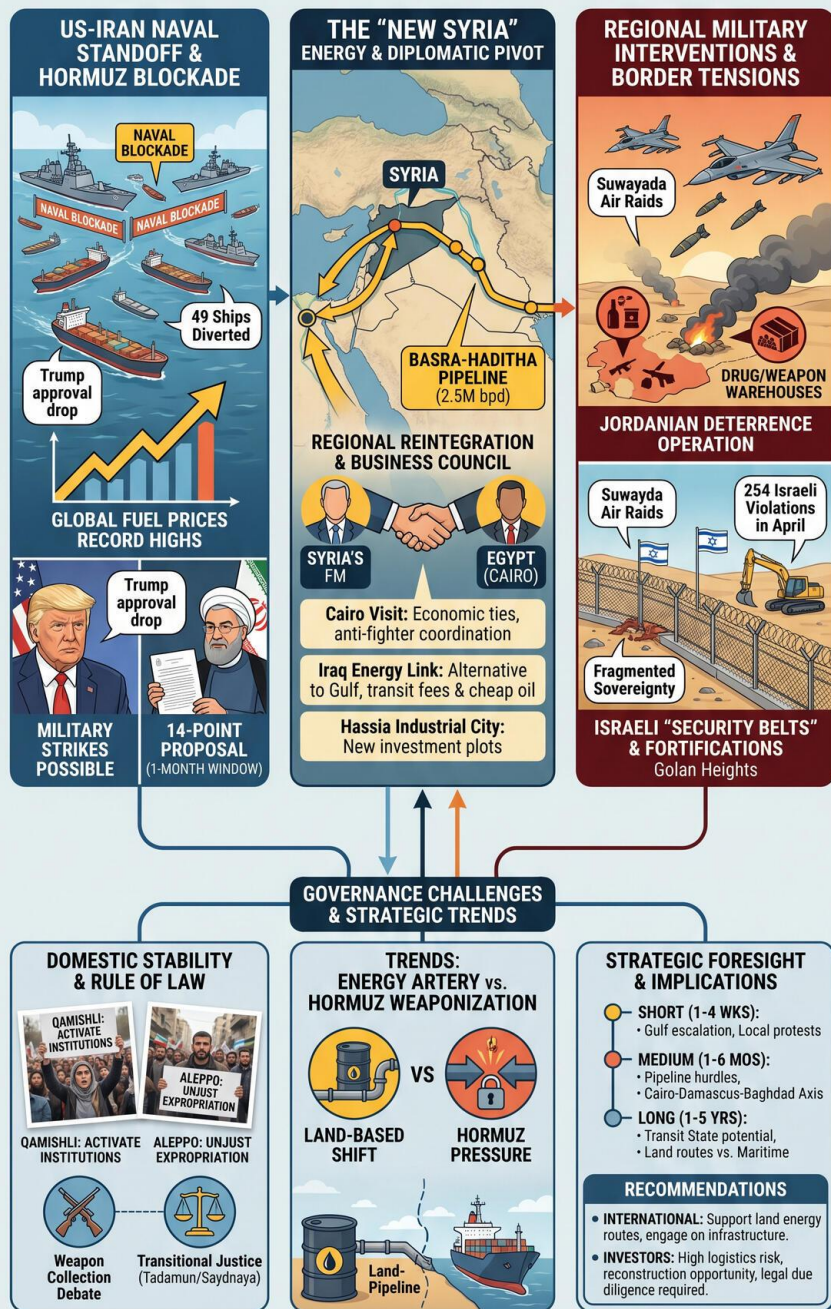 US-IRAN NAVAL
STANDOFF &
HORMUZ BLOCKADE
NAVAL
BLOCKADE
NAVAL BLOCKADE
NAVAL BLOCKADE
49 Ships
Diverted
Trump
approval
drop
GLOBAL FUEL PRICES
RECORD HIGHS
Trump
approval
drop
MILITARY
STRIKES
POSSIBLE
14-POINT
PROPOSAL
(1-MONTH WINDOW)
THE “NEW SYRIA”
ENERGY & DIPLOMATIC PIVOT
SYRIA
BASRA-HADITHA
PIPELINE
(2.5M bpd)
REGIONAL REINTEGRATION
& BUSINESS COUNCIL
SYRIA'S
FM
EGYPT
(CAIRO)
Cairo Visit: Economic ties,
anti-fighter coordination
Iraq Energy Link: Alternative
to Gulf, transit fees & cheap oil
Hassia Industrial City:
New investment plots
REGIONAL MILITARY
INTERVENTIONS &
BORDER TENSIONS
Suwayada
Air Raids
DRUG/WEAPON
WAREHOUSES
JORDANIAN DETERRENCE
OPERATION
Suwayda
Air Raids
254 Israeli
Violations
in April
Fragmented
Sovereignty
ISRAELI “SECURITY BELTS”
& FORTIFICATIONS
Golan Heights
GOVERNANCE CHALLENGES
& STRATEGIC TRENDS
DOMESTIC STABILITY
& RULE OF LAW
QAMISHLI:
ACTIVATE
INSTITUTIONS
ALEPPO:
UNJUST
EXPROPRIATION
QAMISHLI: ACTIVATE
INSTITUTIONS
ALEPPO: UNJUST
EXPROPRIATION
Weapon
Collection
Debate
Transitional Justice
(Tadamun/Saydnaya)
TRENDS:
ENERGY ARTERY vs.
HORMUZ WEAPONIZATION
VS
LAND-BASED
SHIFT
HORMUZ
PRESSURE
Land-
Pipeline
STRATEGIC FORESIGHT
& IMPLICATIONS
SHORT (1-4 WKS):
• Gulf escalation, Local protests
MEDIUM (1-6 MOS):
• Pipeline hurdles,
• Cairo-Damascus-Baghdad Axis
LONG (1-5 YRS):
• Transit State potential,
• Land routes vs. Maritime
RECOMMENDATIONS
• INTERNATIONAL: Support land energy
routes, engage on infrastructure.
• INVESTORS: High logistics risk,
reconstruction opportunity, legal due
diligence required.